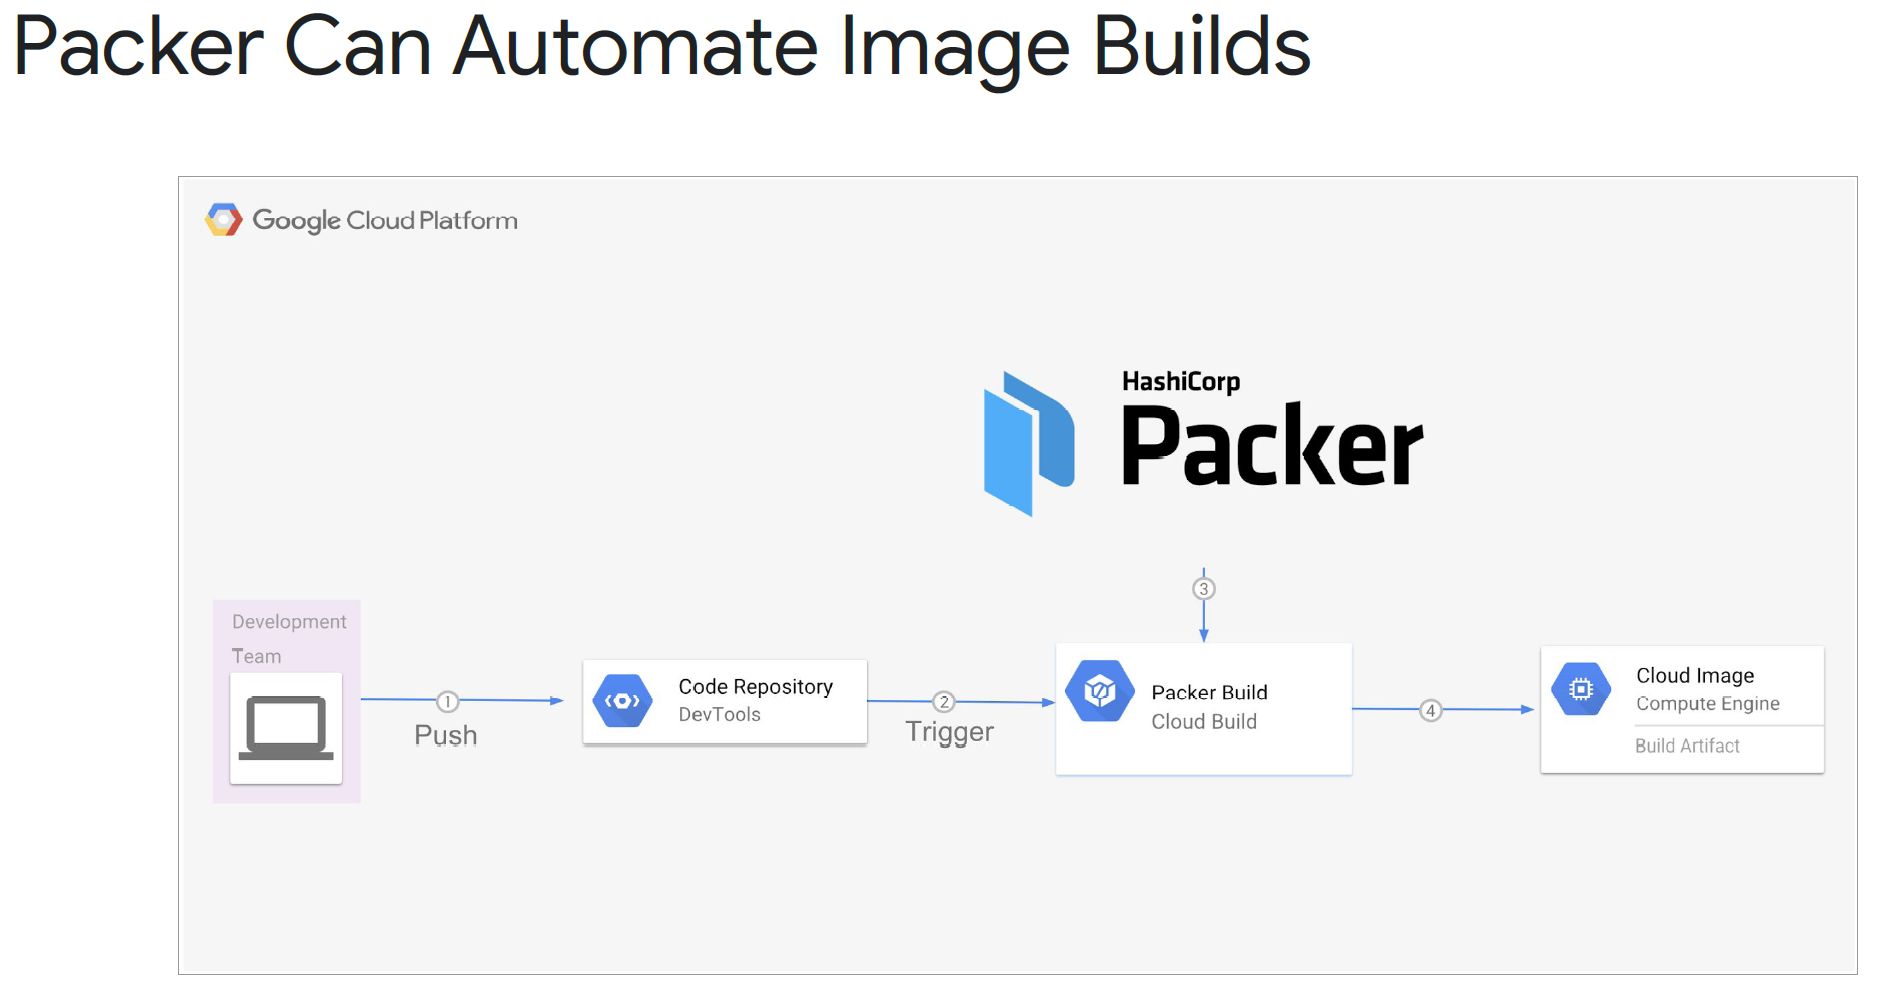 Packer Can Automate Image Builds
Google Cloud Platform
HashiCorp
Packer
3
Development
Team
1
Push
Code Repository
DevTools
2
Trigger
Packer Build
Cloud Build
4
Cloud Image
Compute Engine
Build Artifact